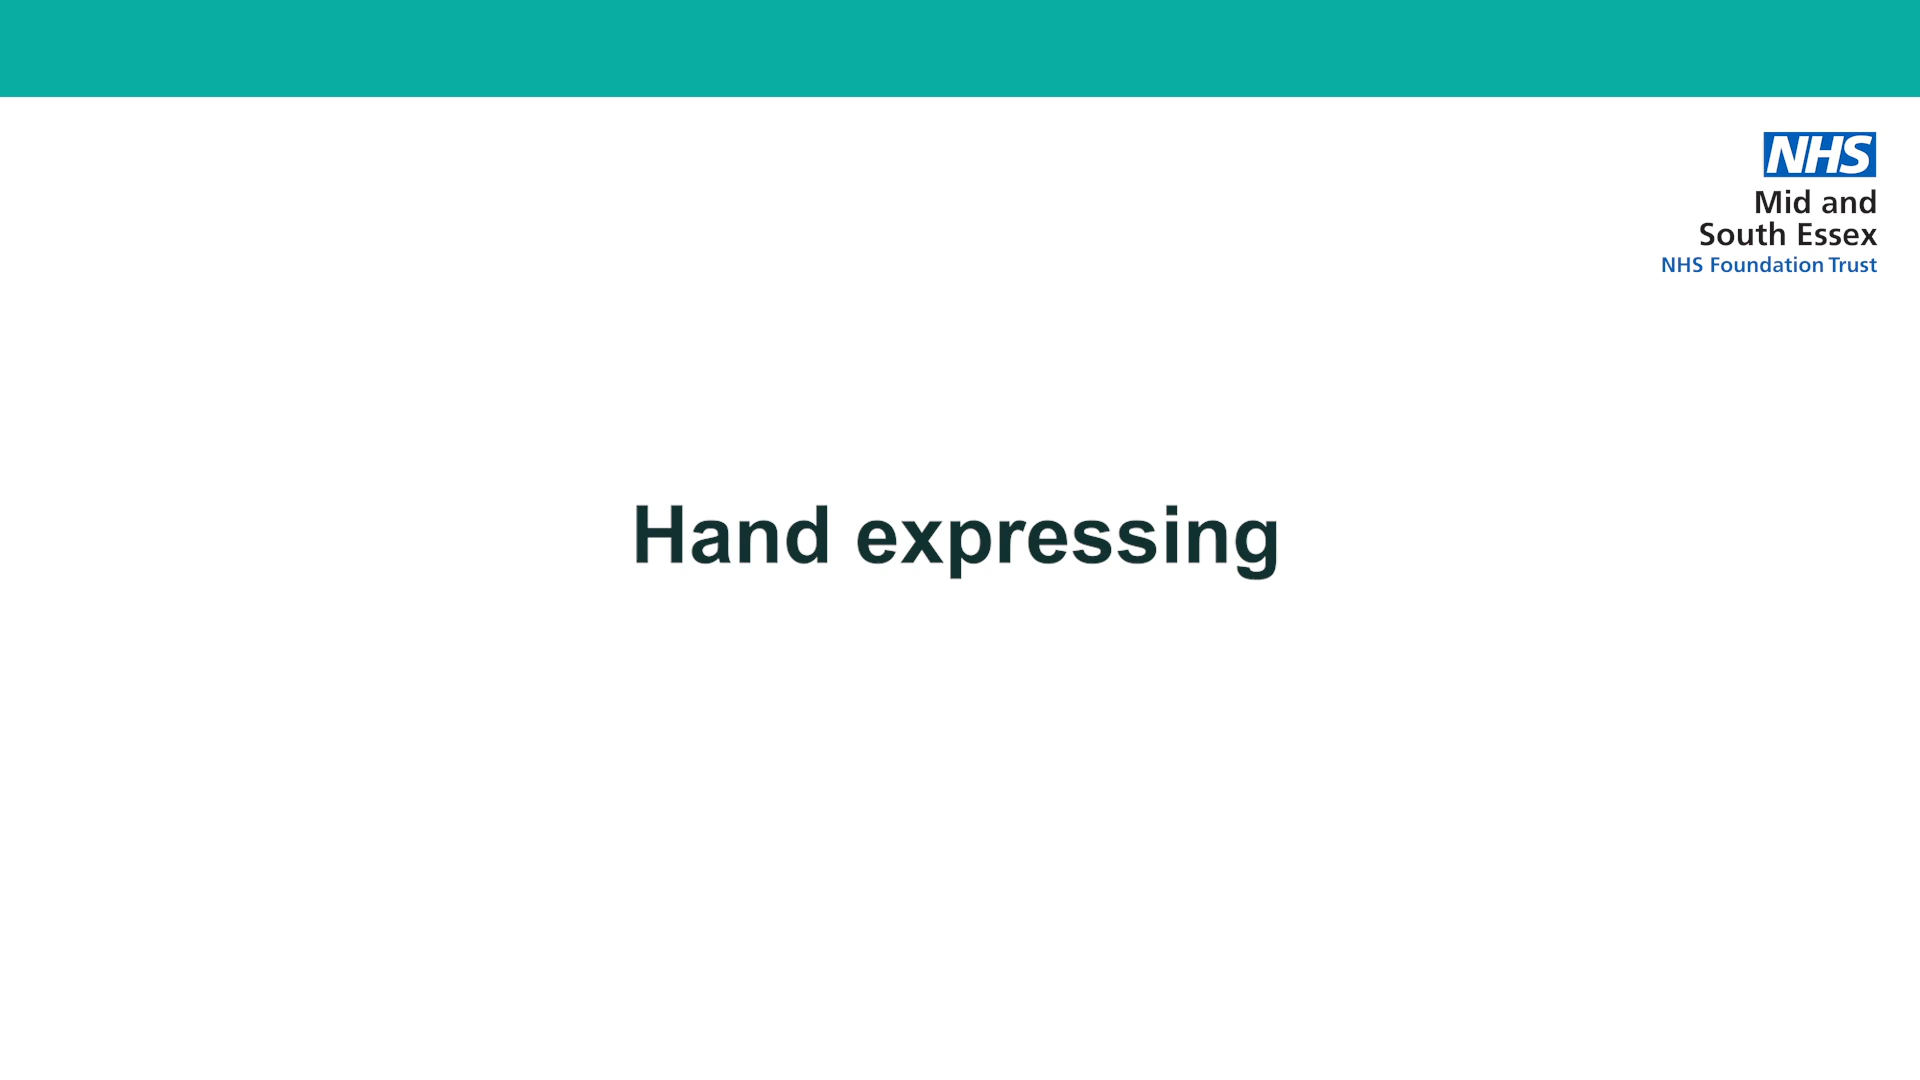 NHS
Mid and
South Essex
NHS Foundation Trust
Hand expressing